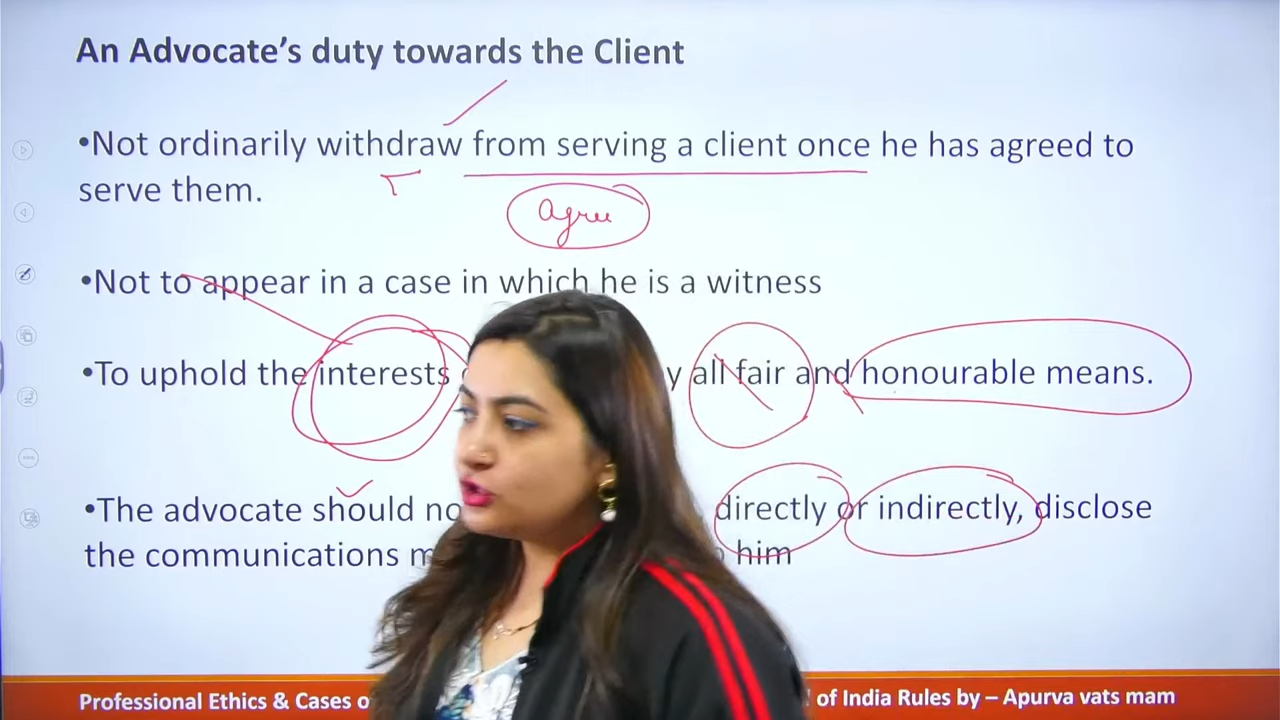 An Advocate’s duty towards the Client
•Not ordinarily withdraw from serving a client once he has agreed to
serve them.
agree
•Not to appear in a case in which he is a witness
•To uphold the interests all fair and honourable means.
•The advocate should directly or indirectly, disclose
the communications him
Professional Ethics & Cases of India Rules by – Apurva vats mam